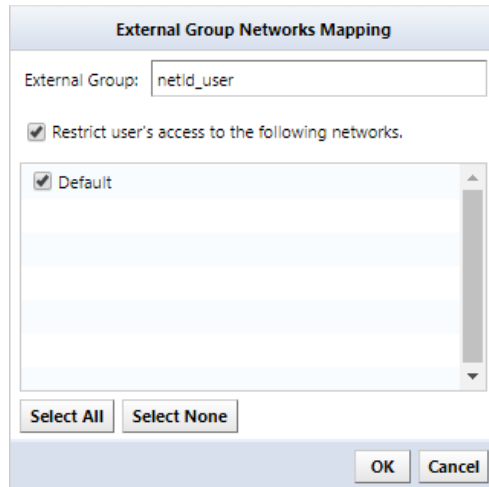 External Group Networks Mapping
External Group: netId_user
Restrict user's access to the following networks.
Default
Select All Select None
OK Cancel